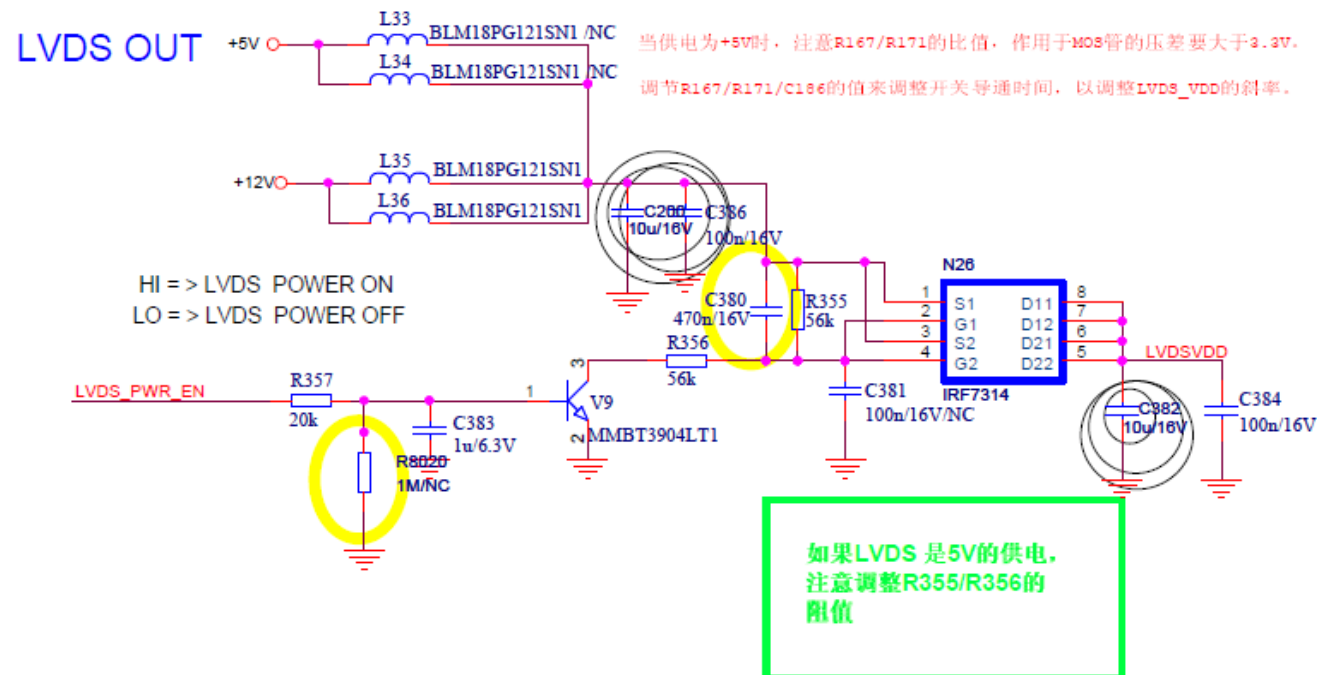 LVDS OUT
+5V
L33
BLM18PG121SN1 /NC
L34
BLM18PG121SN1 /NC
当供电为+5V时，注意R167/R171的比值，作用于MOS管的压差要大于3.3V。
调节R167/R171/C186的值来调整开关导通时间，以调整LVDS_VDD的斜率。
+12V
L35
BLM18PG121SN1
L36
BLM18PG121SN1
C200
10u/16V
C386
100n/16V
HI = > LVDS POWER ON
LO = > LVDS POWER OFF
C380
470n/16V
R355
56k
R356
56k
N26
1
2
3
4
S1
G1
S2
G2
D11
D12
D21
D22
8
7
6
5
IRF7314
LVDSVDD
C381
100n/16V/NC
C382
10u/16V
C384
100n/16V
LVDS_PWR_EN
R357
20k
C383
1u/6.3V
R8020
1M/NC
1
3
2
V9
MMBT3904LT1
如果LVDS 是5V的供电，
注意调整R355/R356的
阻值